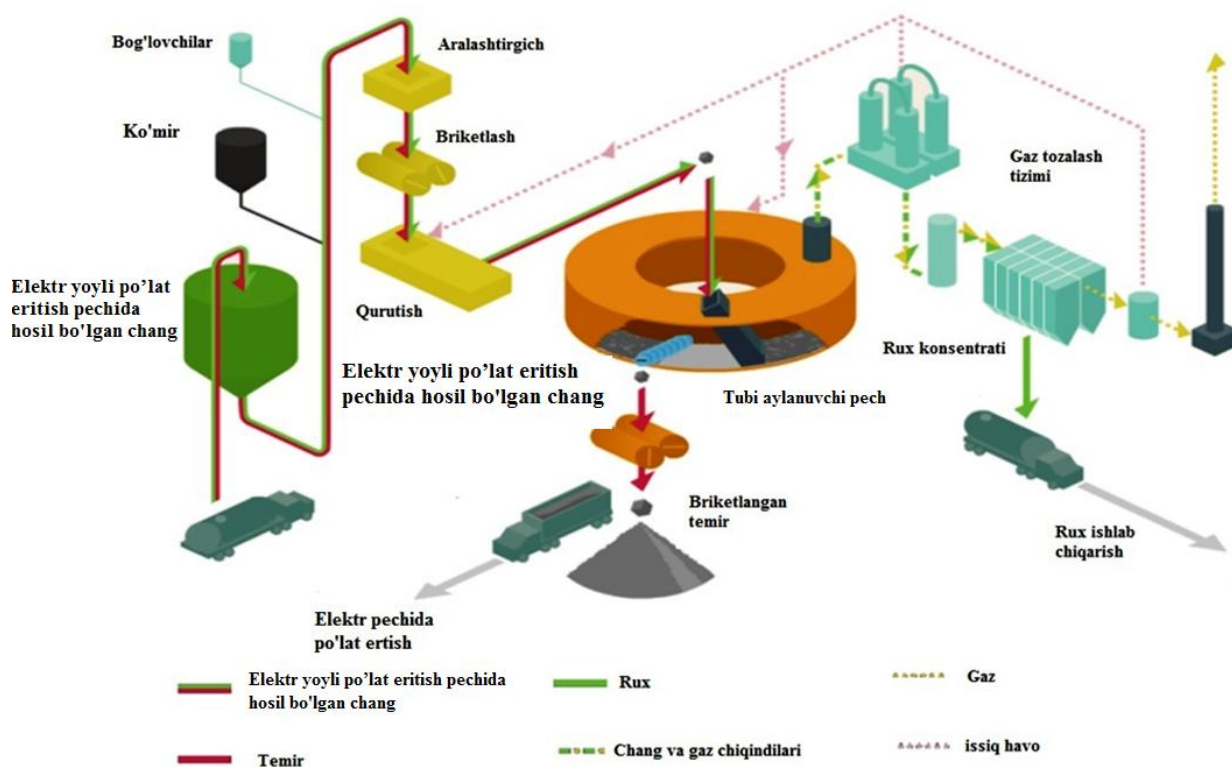 Bog'lovchilar
Aralashtirgich
Ko'mir
Briketlash
Gaz tozalash
tizimi
Elektr yoyli po’lat
eritish pechida
hosil bo'lgan chang
Qurutish
Rux konsentrati
Elektr yoyli po’lat eritish
pechida hosil bo'lgan chang
Tubi aylanuvchi pech
Briketlangan
temir
Rux ishlab
chiqarish
Elektr pechida
po'lat ertish
Elektr yoyli po’lat eritish pechida
hosil bo'lgan chang
Rux
Gaz
Temir
Chang va gaz chiqindilari
issiq havo